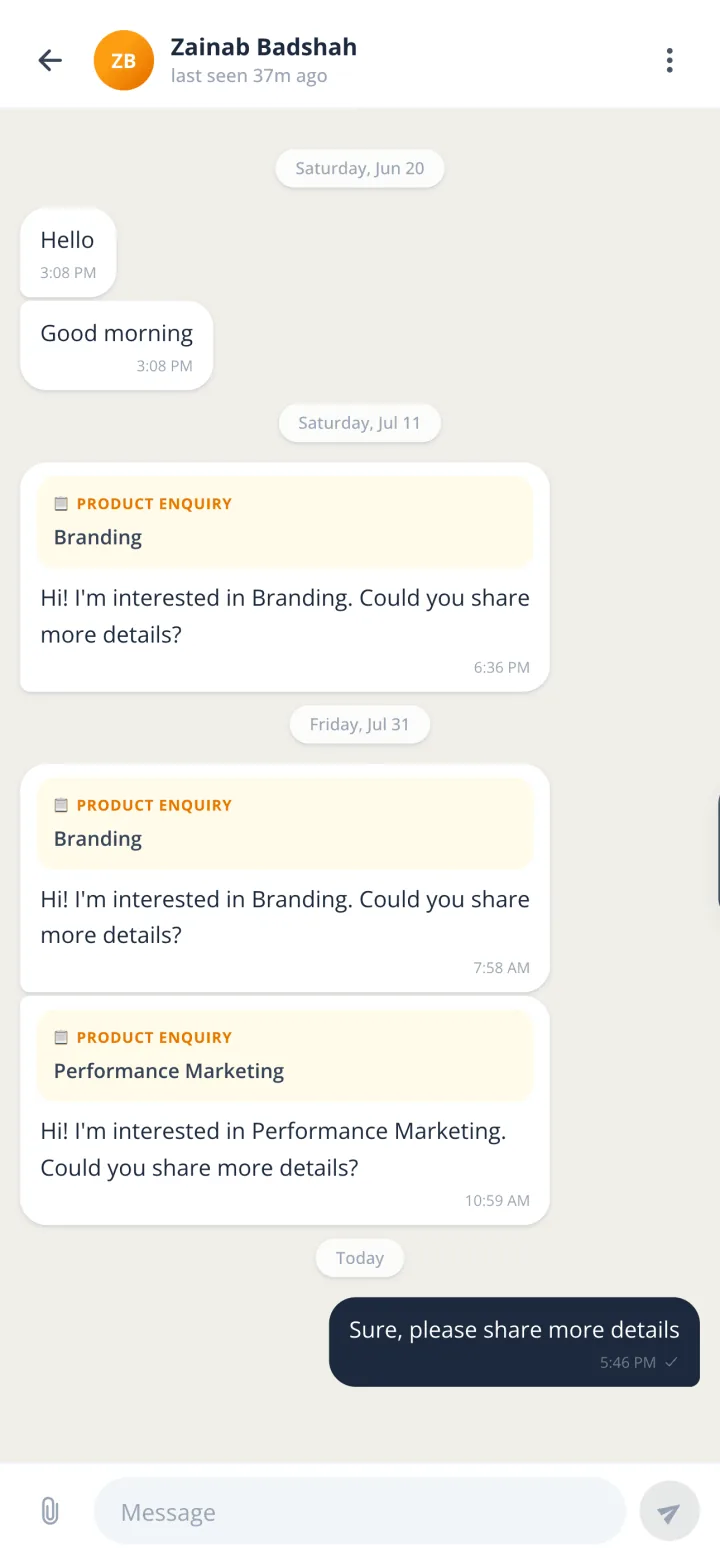 ZB
Zainab Badshah
last seen 37m ago
Saturday, Jun 20
Hello
3:08 PM
Good morning
3:08 PM
Saturday, Jul 11
PRODUCT ENQUIRY
Branding
Hi! I'm interested in Branding. Could you share
more details?
6:36 PM
Friday, Jul 31
PRODUCT ENQUIRY
Branding
Hi! I'm interested in Branding. Could you share
more details?
7:58 AM
PRODUCT ENQUIRY
Performance Marketing
Hi! I'm interested in Performance Marketing.
Could you share more details?
10:59 AM
Today
Sure, please share more details
5:46 PM
Message